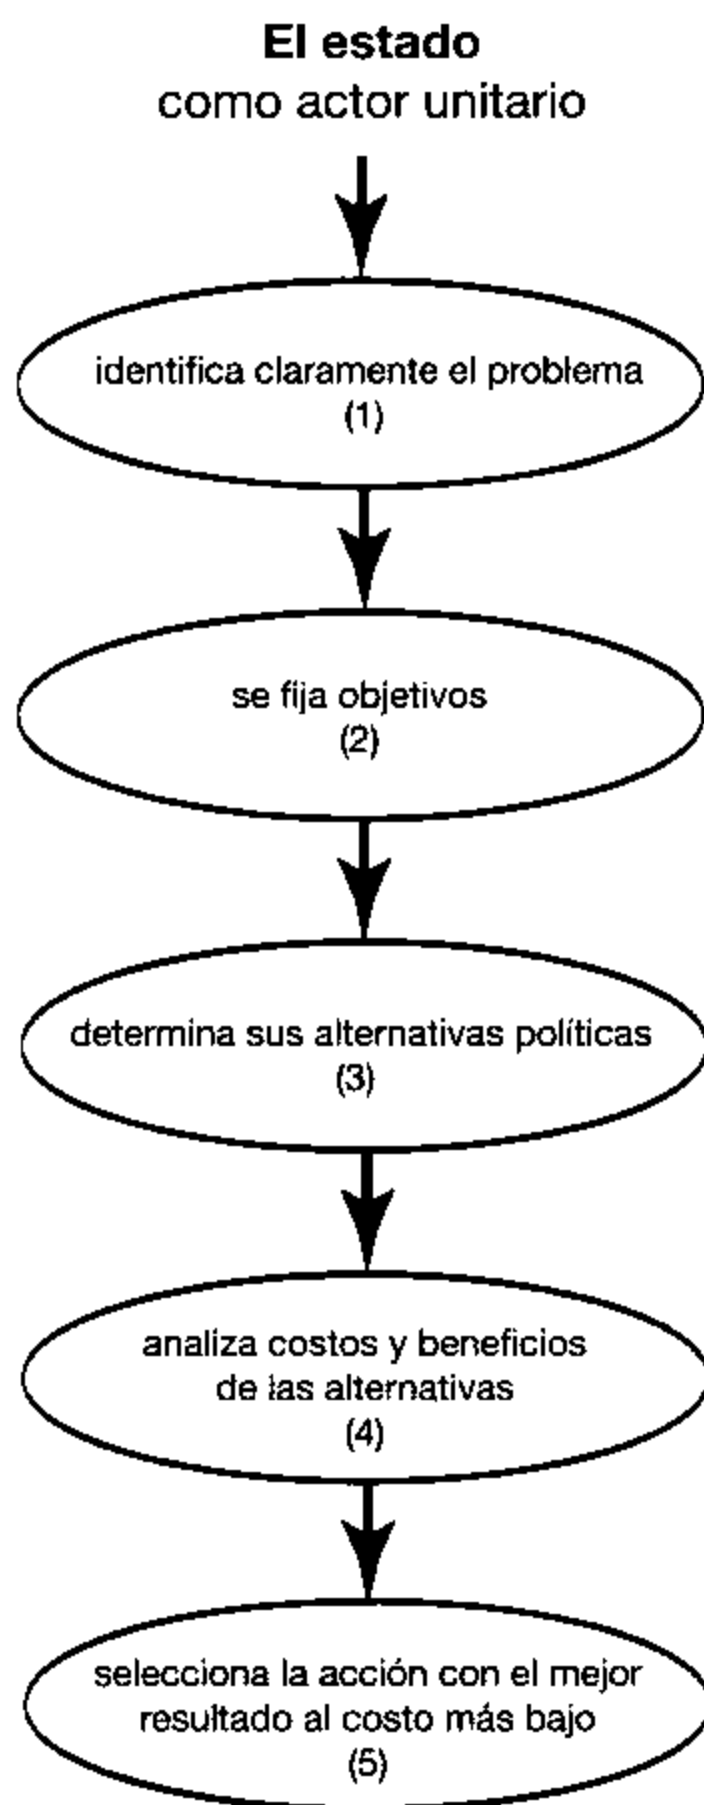 El estado
como actor unitario
identifica claramente el problema
(1)
se fija objetivos
(2)
determina sus alternativas políticas
(3)
analiza costos y beneficios
de las alternativas
(4)
selecciona la acción con el mejor
resultado al costo más bajo
(5)